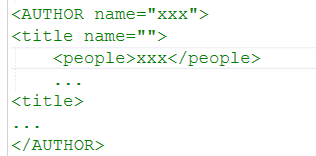 <AUTHOR name="xxx">
<title name="">
<people>xxx</people>
...
<title>
...
</AUTHOR>